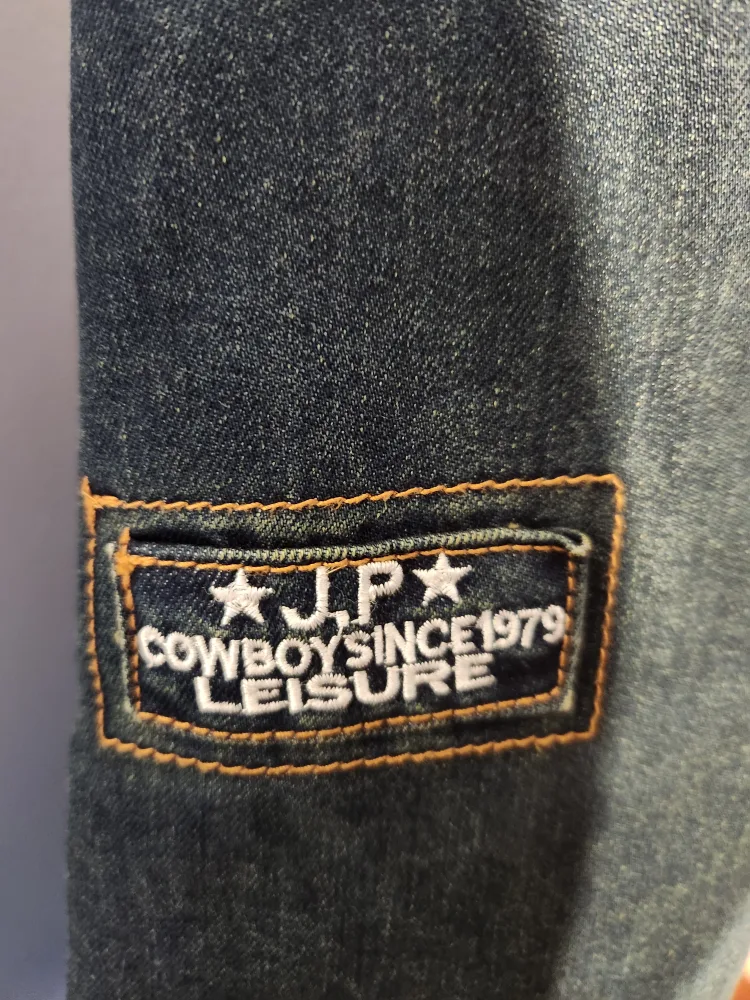 ★ J,P ★
COWBOYSINCE1979
LEISURE